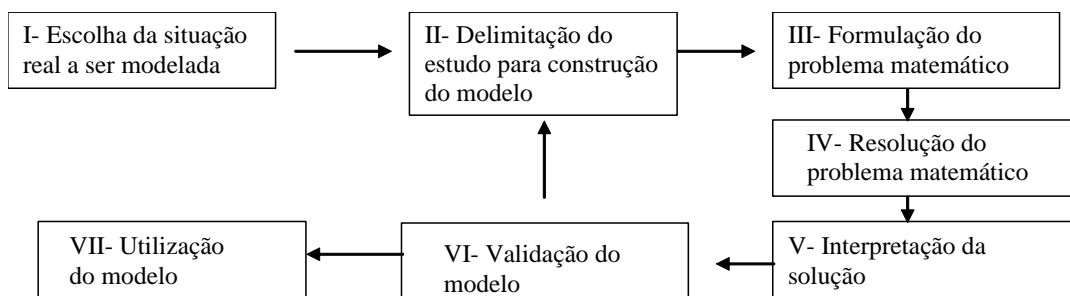 I- Escolha da situação
real a ser modelada
II- Delimitação do
estudo para construção
do modelo
III- Formulação do
problema matemático
IV- Resolução do
problema matemático
V- Interpretação da
solução
VI- Validação do
modelo
VII- Utilização
do modelo